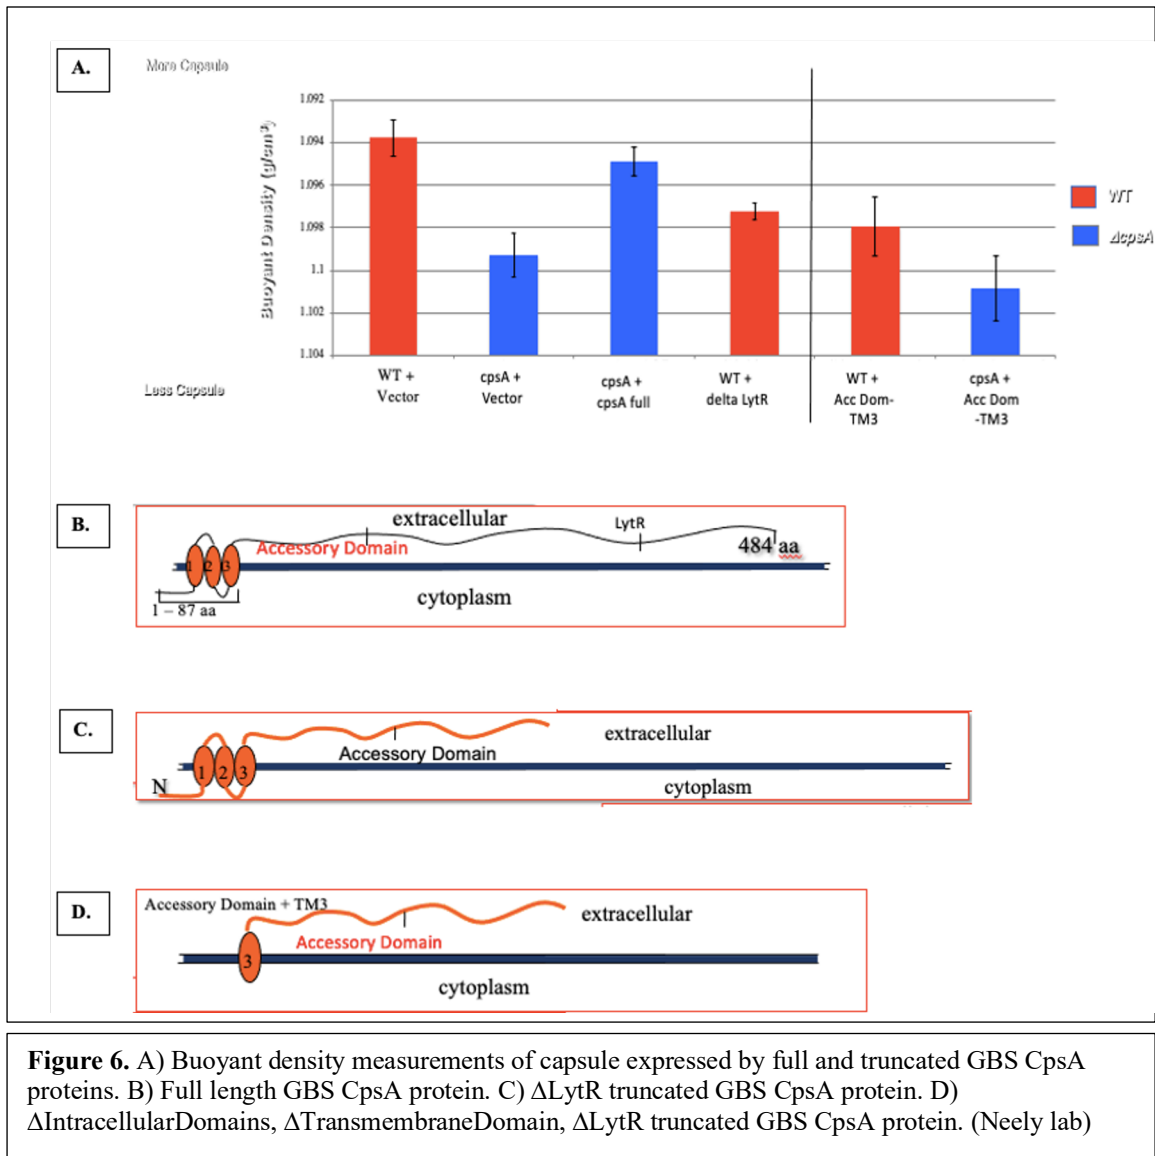 A.
More Capsule
Buoyant Density (g/cm³)
1.092
1.094
1.096
1.098
1.1
1.102
1.104
Less Capsule
WT +
Vector
cpsA +
Vector
cpsA +
cpsA full
WT +
delta LytR
WT +
Acc Dom-
TM3
cpsA +
Acc Dom
-TM3
WT
ΔcpsA
B.
extracellular
LytR
Accessory Domain
484 aa
1 2 3
cytoplasm
1 – 87 aa
C.
extracellular
Accessory Domain
1 2 3
N
cytoplasm
D.
Accessory Domain + TM3
extracellular
Accessory Domain
3
cytoplasm
Figure 6. A) Buoyant density measurements of capsule expressed by full and truncated GBS CpsA
proteins. B) Full length GBS CpsA protein. C) ΔLytR truncated GBS CpsA protein. D)
ΔIntracellularDomains, ΔTransmembraneDomain, ΔLytR truncated GBS CpsA protein. (Neely lab)